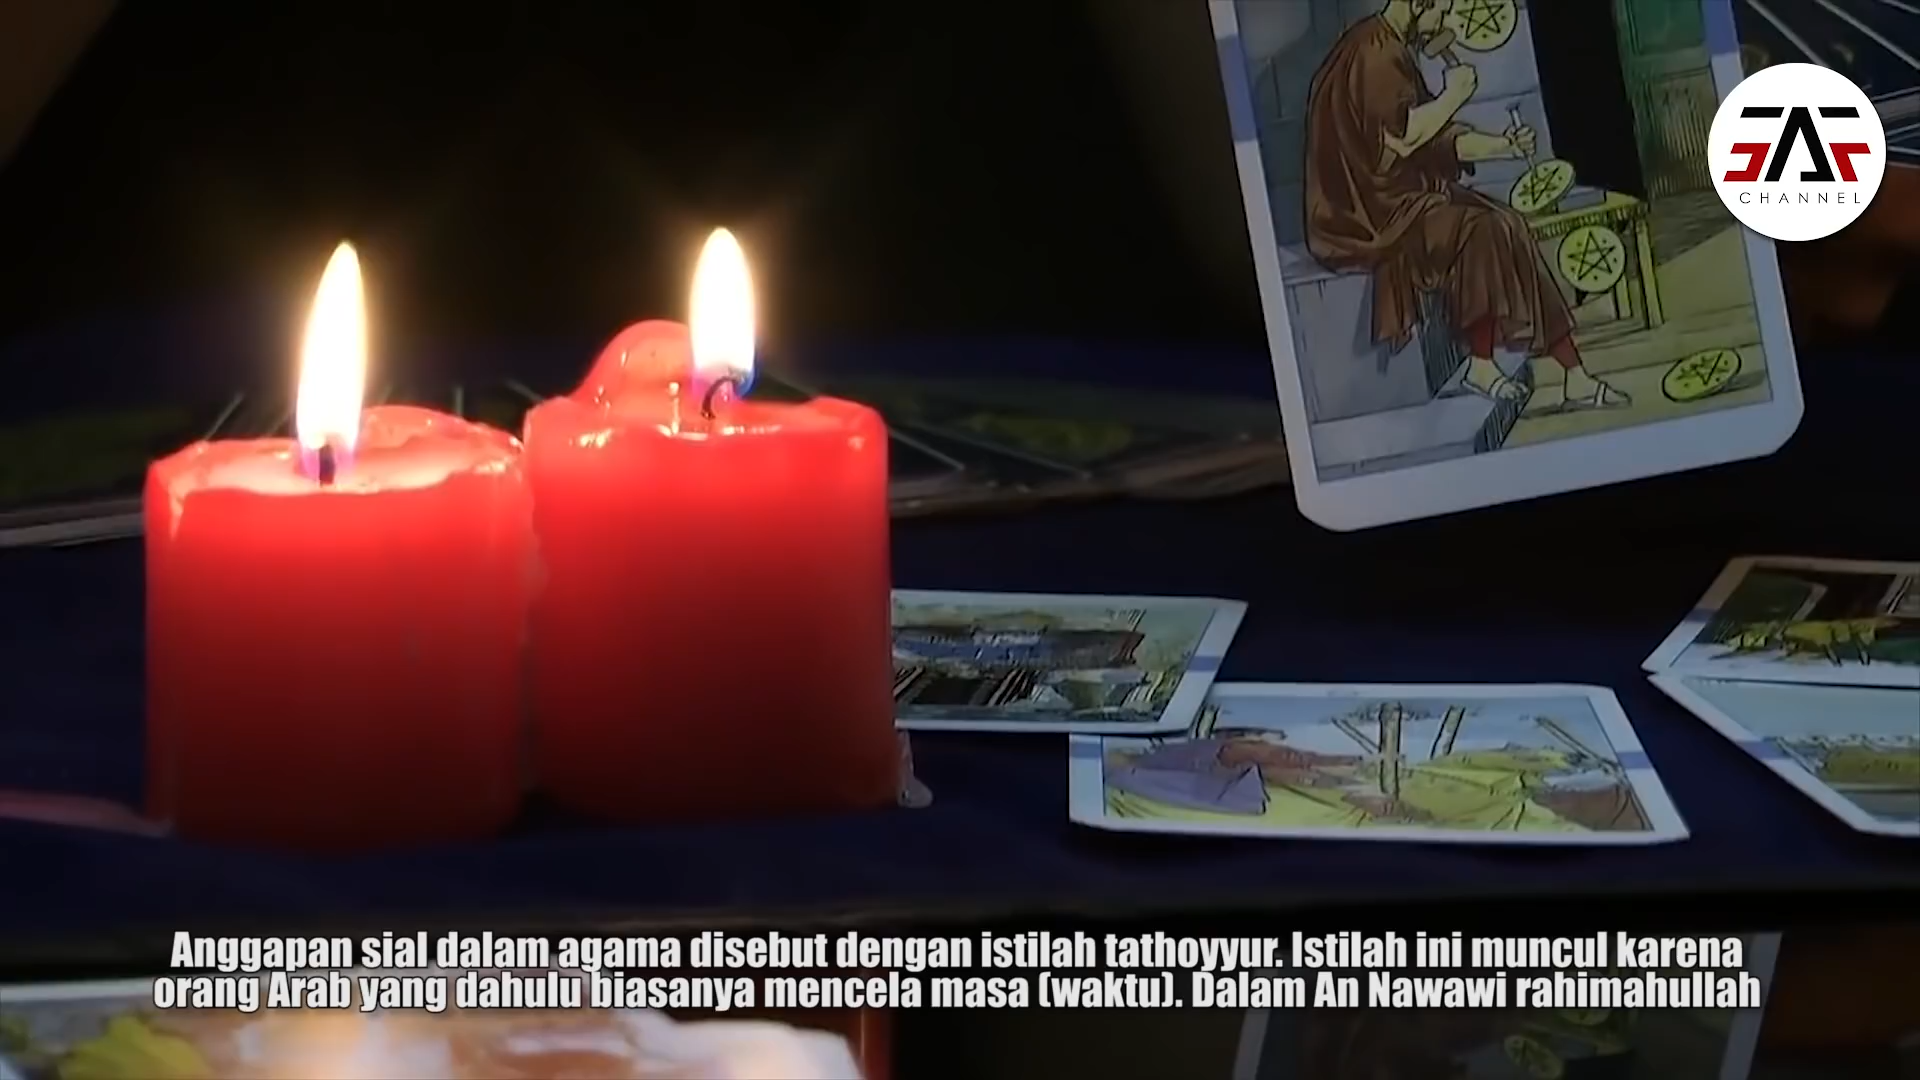 CHANNEL
Anggapan sial dalam agama disebut dengan istilah tathoyyur. Istilah ini muncul karena
orang Arab yang dahulu biasanya mencela masa (waktu). Dalam An Nawawi rahimahullah